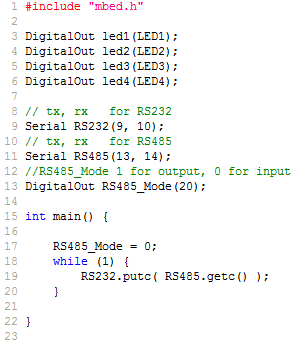 1 #include "mbed.h"
2
3 DigitalOut led1(LED1);
4 DigitalOut led2(LED2);
5 DigitalOut led3(LED3);
6 DigitalOut led4(LED4);
7
8 // tx, rx   for RS232
9 Serial RS232(9, 10);
10 // tx, rx   for RS485
11 Serial RS485(13, 14);
12 //RS485_Mode 1 for output, 0 for input
13 DigitalOut RS485_Mode(20);
14
15 int main() {
16
17     RS485_Mode = 0;
18     while (1) {
19         RS232.putc( RS485.getc() );
20     }
21
22 }
23